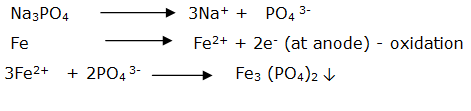 Na₃PO₄ ⟶ 3Na⁺ + PO₄ ³⁻
Fe ⟶ Fe²⁺ + 2e⁻ (at anode) - oxidation
3Fe²⁺ + 2PO₄ ³⁻ ⟶ Fe₃ (PO₄)₂ ↓